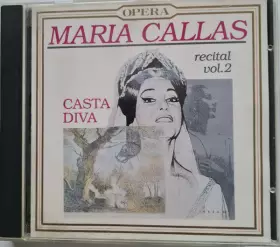 OPERA
MARIA CALLAS
recital
vol.2
CASTA
DIVA